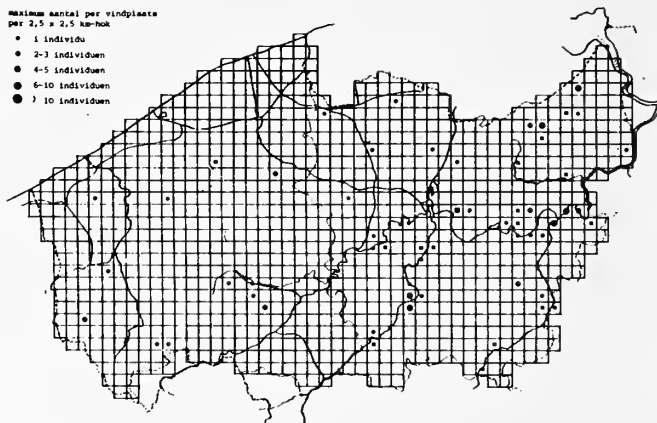 maximum aantal per vindplaats
per 2,5 x 2,5 km-hok
1 individu
2-3 individuen
4-5 individuen
6-10 individuen
> 10 individuen